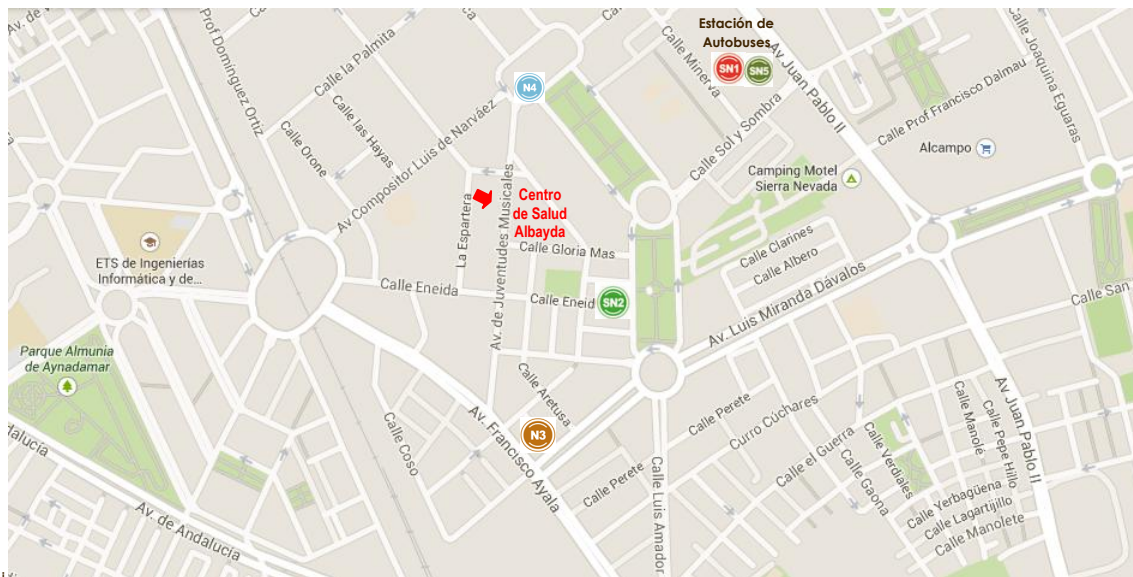 Av. de
Prof Domínguez Ortiz
Calle la Palmita
Calle las Hayas
Calle Orone
Av Compositor Luis de Narváez
N4
Estación de
Autobuses
SN1
SN5
Calle Minerva
Av Juan Pablo II
Calle Joaquina Eguaras
Calle Prof Francisco Dalmau
Alcampo
Calle Sol y Sombra
Camping Motel
Sierra Nevada
Centro
de Salud
Albayda
La Espartera
Av. de Juventudes Musicales
Calle Gloria Mas
ETS de Ingenierías
Informática y de...
Calle Eneida
Calle Eneid
SN2
Calle Clarines
Calle Albero
Av. Luis Miranda Dávalos
Calle San
Parque Almunia
de Aynadamar
Calle Aretusa
N3
Av. Francisco Ayala
Calle Coso
Calle Perete
Curro Cúchares
Calle el Guerra
Calle Verdiales
Calle Gaona
Calle Manolé
Calle Pepe Hillo
Av. Juan Pablo II
Calle Perete
Calle Luis Amador
Calle Yerbagüena
Calle Lagartijillo
Calle Manolete
ndalucía
Av. de Andalucía